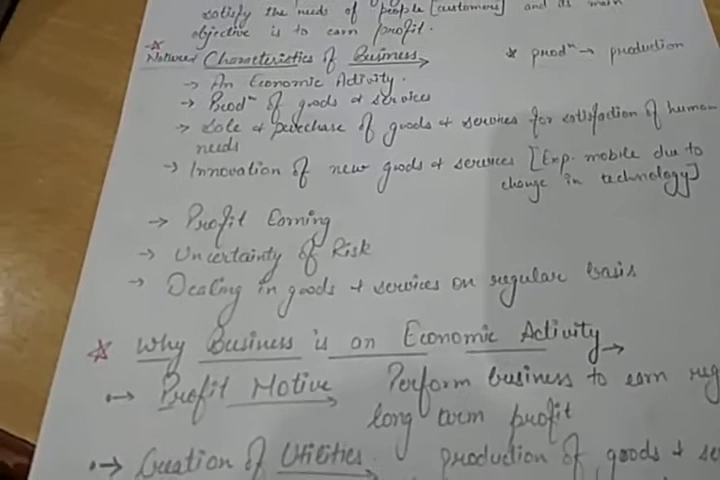 satisfy the needs of people [customers] and its main
objective is to earn profit.
Nature & Characteristics of Business → * prodⁿ → production
→ An Economic Activity.
→ Prodⁿ of goods & services
→ Sale & purchase of goods & services for satisfaction of human
needs
→ Innovation of new goods & services [Exp. mobile due to
change in technology]
→ Profit Earning
→ Uncertainty of Risk
→ Dealing in goods & services on regular basis
☆ Why Business is an Economic Activity →
→ Profit Motive → Perform business to earn
long term profit
→ Creation of Utilities → production of goods &